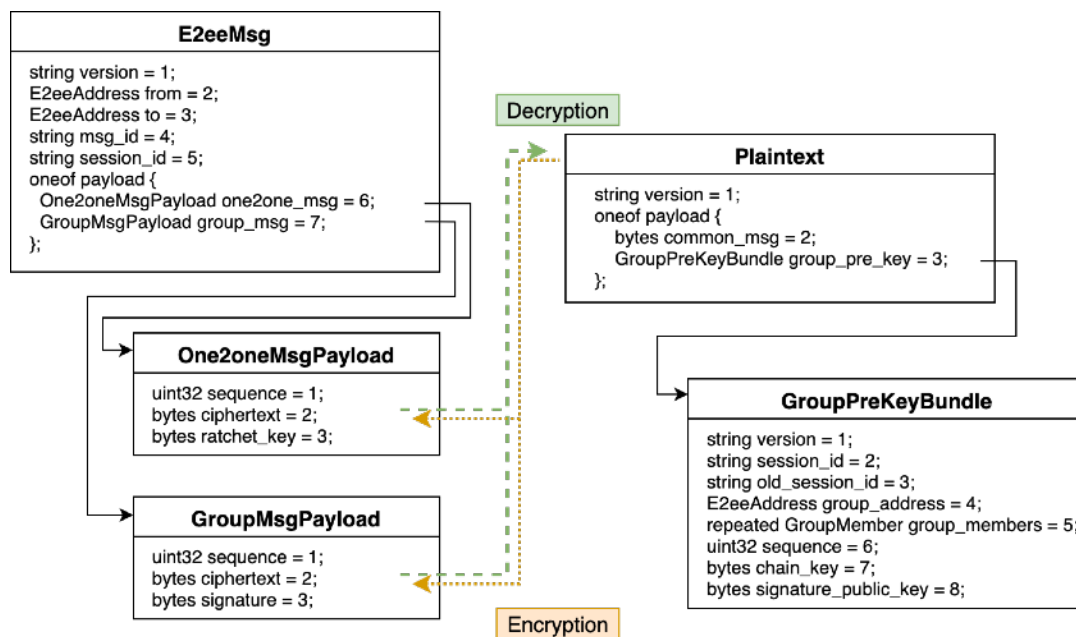 E2eeMsg
string version = 1;
E2eeAddress from = 2;
E2eeAddress to = 3;
string msg_id = 4;
string session_id = 5;
oneof payload {
One2oneMsgPayload one2one_msg = 6;
GroupMsgPayload group_msg = 7;
};
Decryption
Plaintext
string version = 1;
oneof payload {
bytes common_msg = 2;
GroupPreKeyBundle group_pre_key = 3;
};
One2oneMsgPayload
uint32 sequence = 1;
bytes ciphertext = 2;
bytes ratchet_key = 3;
GroupPreKeyBundle
string version = 1;
string session_id = 2;
string old_session_id = 3;
E2eeAddress group_address = 4;
repeated GroupMember group_members = 5;
uint32 sequence = 6;
bytes chain_key = 7;
bytes signature_public_key = 8;
GroupMsgPayload
uint32 sequence = 1;
bytes ciphertext = 2;
bytes signature = 3;
Encryption